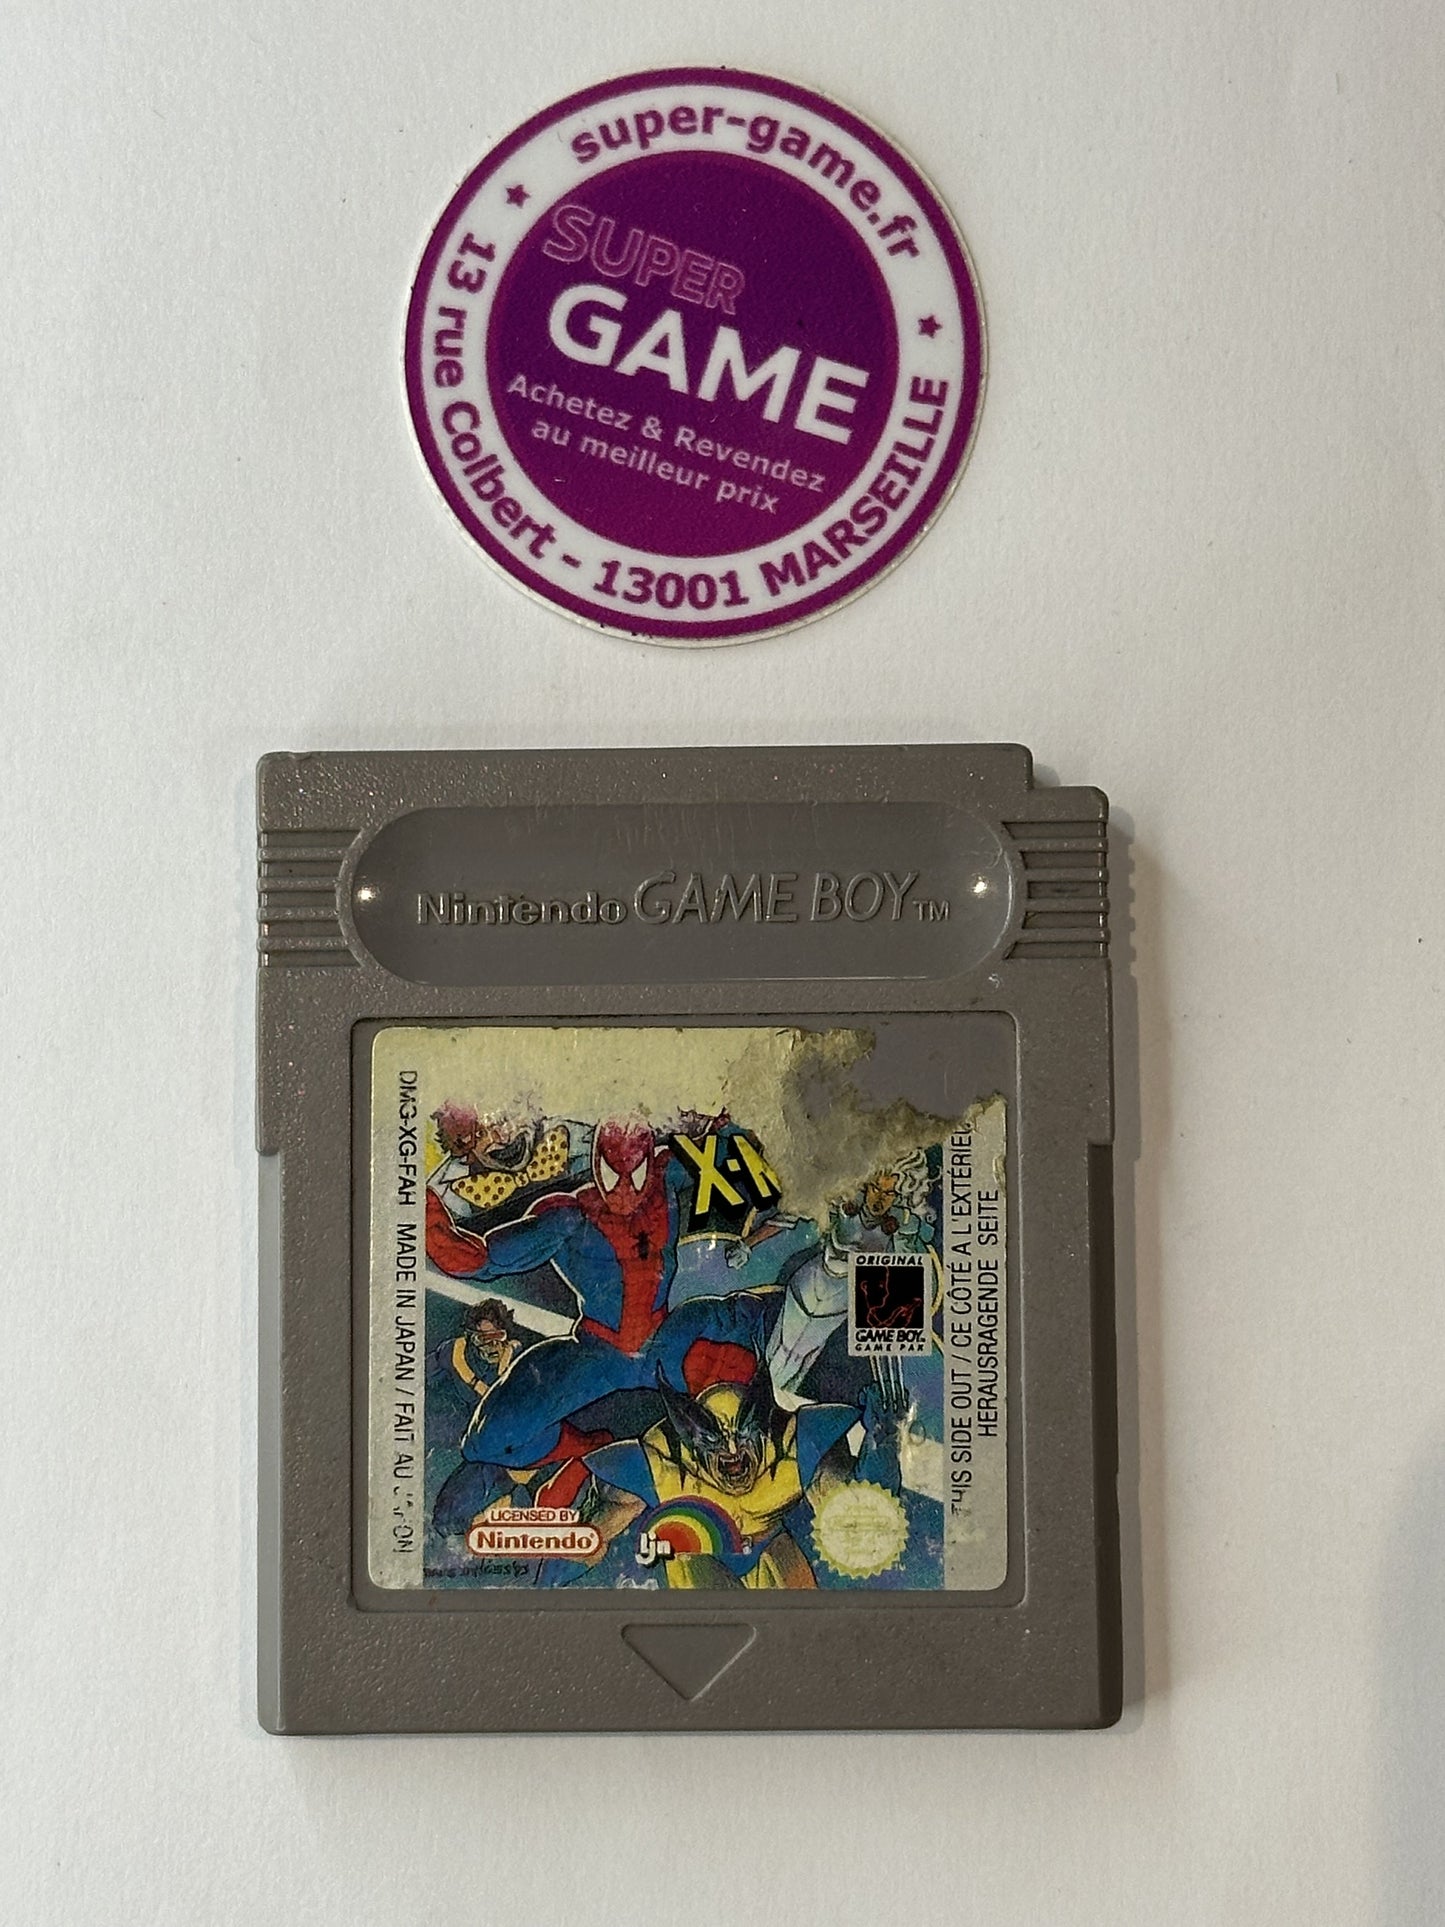 super-game.fr
SUPER
GAME
Achetez & Revendez
au meilleur prix
13 rue Colbert - 13001 MARSEILLE
Nintendo GAME BOY TM
DMG-XG-FAH MADE IN JAPAN / FAIT AU JAPON
X-M
ORIGINAL
GAME BOY
GAME PAK
THIS SIDE OUT / CE CÔTÉ A L'EXTÉRIEU
HERAUSRAGENDE SEITE
LICENSED BY
Nintendo
ljn